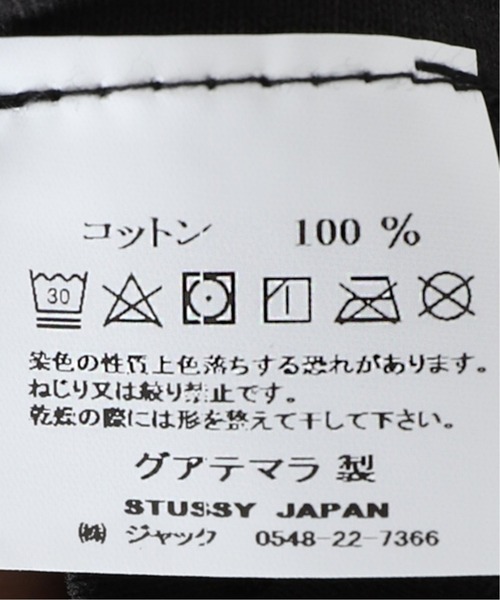 コットン 100 %
30
染色の性質上色落ちする恐れがあります。
ねじり又は絞り禁止です。
乾燥の際には形を整えて干して下さい。
グアテマラ 製
STUSSY JAPAN
㈱ ジャック 0548-22-7366